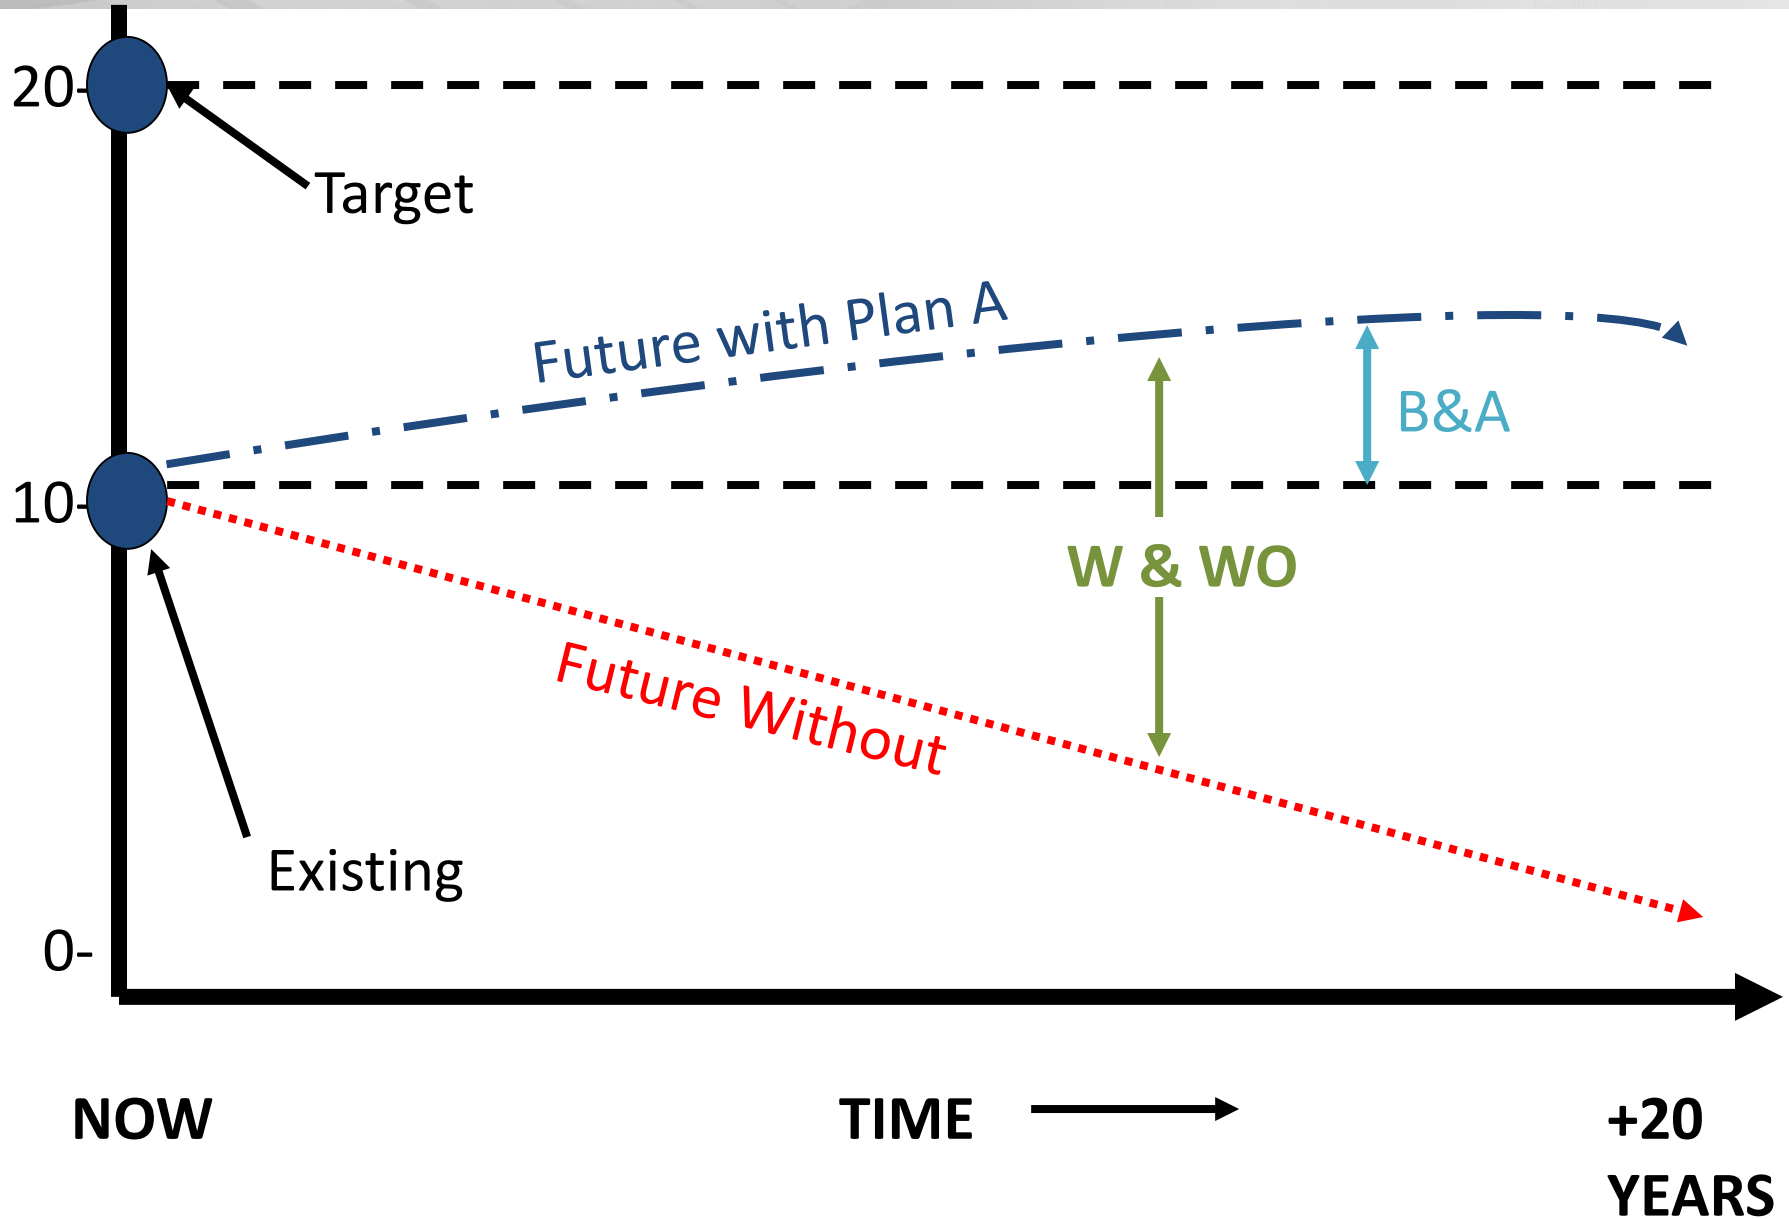 20-
Target
Future with Plan A
B&A
10-
W & WO
Future Without
Existing
0-
NOW
TIME
+20
YEARS